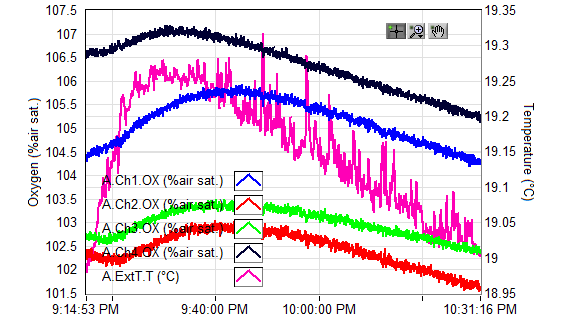 107.5
107
106.5
106
105.5
105
104.5
104
103.5
103
102.5
102
101.5
Oxygen (%air sat.)
19.35
19.3
19.25
19.2
19.15
19.1
19.05
19
18.95
Temperature (°C)
A.Ch1.OX (%air sat.)
A.Ch2.OX (%air sat.)
A.Ch3.OX (%air sat.)
A.Ch4.OX (%air sat.)
A.ExtT.T (°C)
9:14:53 PM 9:40:00 PM 10:00:00 PM 10:31:16 PM